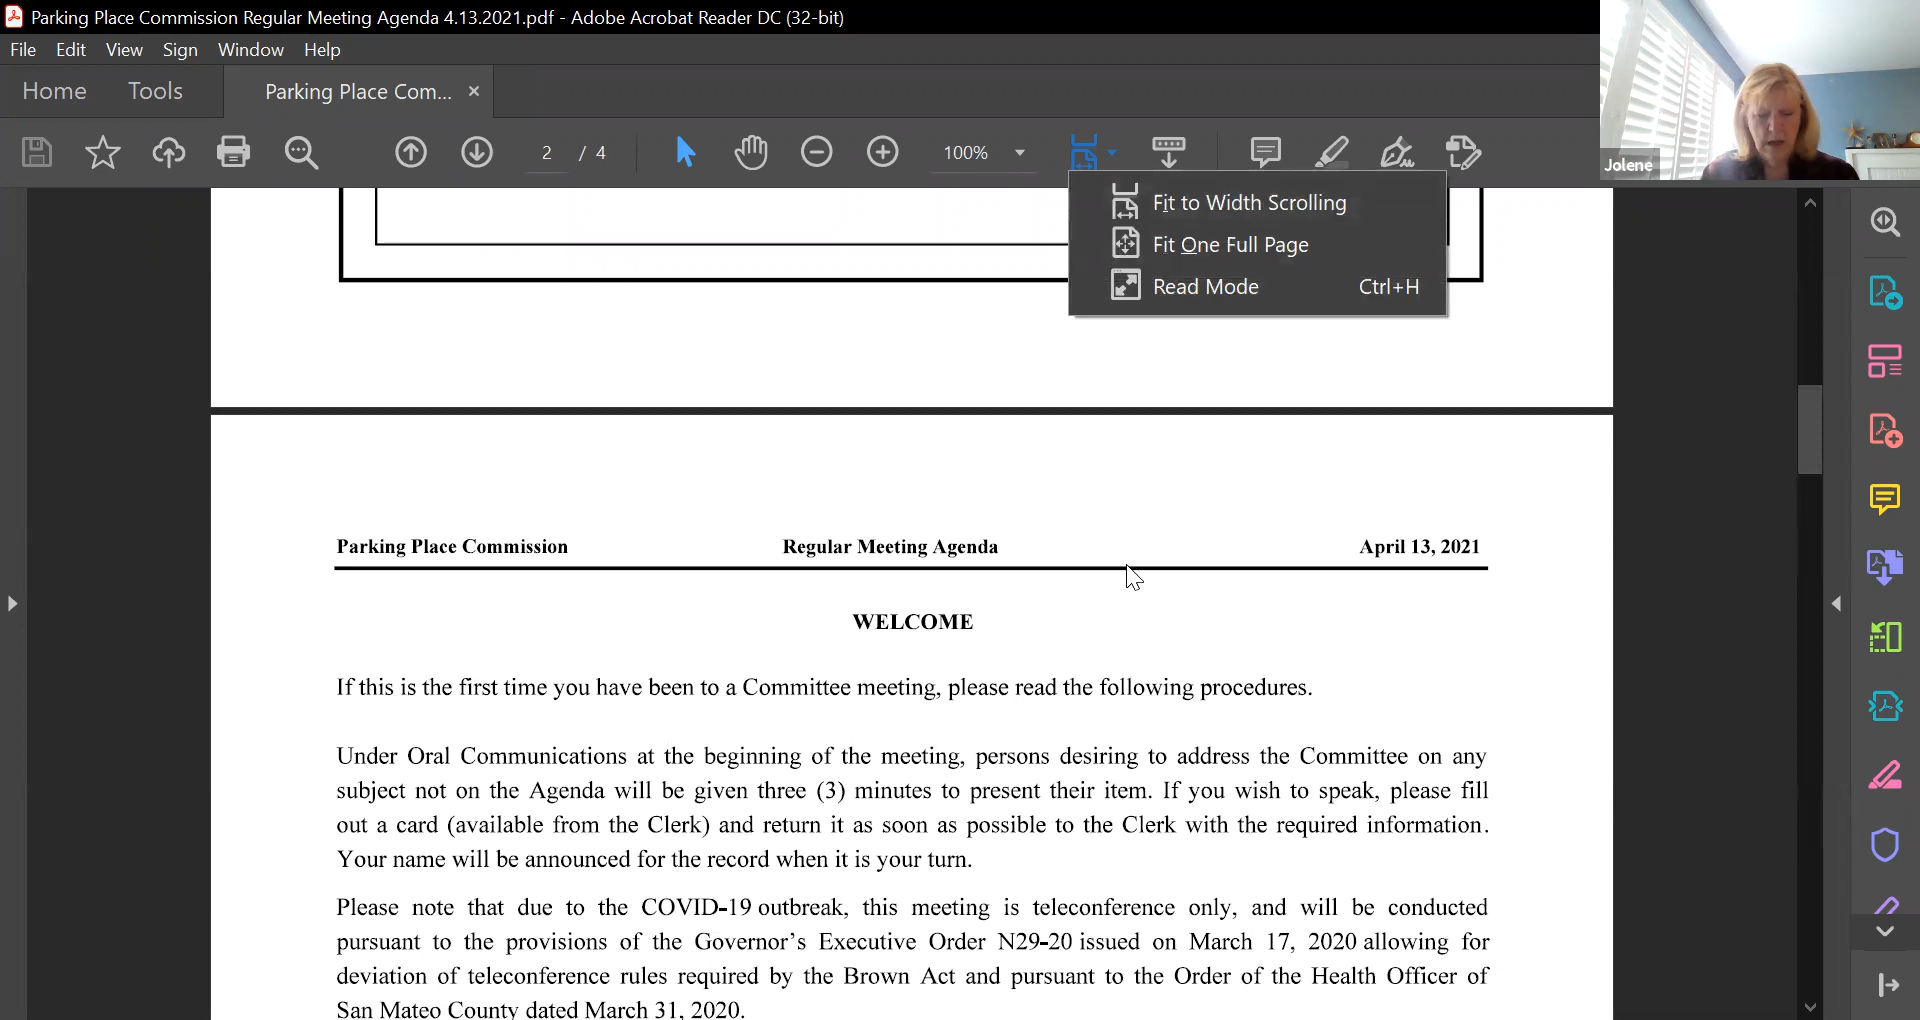 Parking Place Commission Regular Meeting Agenda 4.13.2021.pdf - Adobe Acrobat Reader DC (32-bit)
File Edit View Sign Window Help
Home Tools Parking Place Com... ×
2 / 4 100%
Jolene
Fit to Width Scrolling
Fit One Full Page
Read Mode Ctrl+H
Parking Place Commission Regular Meeting Agenda April 13, 2021
WELCOME
If this is the first time you have been to a Committee meeting, please read the following procedures.
Under Oral Communications at the beginning of the meeting, persons desiring to address the Committee on any
subject not on the Agenda will be given three (3) minutes to present their item. If you wish to speak, please fill
out a card (available from the Clerk) and return it as soon as possible to the Clerk with the required information.
Your name will be announced for the record when it is your turn.
Please note that due to the COVID-19 outbreak, this meeting is teleconference only, and will be conducted
pursuant to the provisions of the Governor's Executive Order N29-20 issued on March 17, 2020 allowing for
deviation of teleconference rules required by the Brown Act and pursuant to the Order of the Health Officer of
San Mateo County dated March 31, 2020.